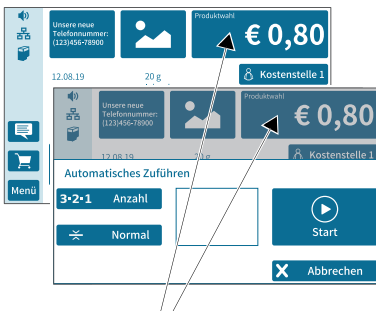 Unsere neue
Telefonnummer:
(123)456-78900
Produktwahl
€ 0,80
12.08.19
20 g
Kostenstelle 1
Menü
Unsere neue
Telefonnummer:
(123)456-78900
Produktwahl
€ 0,80
12.08.19
20 g
Kostenstelle 1
Automatisches Zuführen
3-2-1 Anzahl
Normal
Start
X Abbrechen